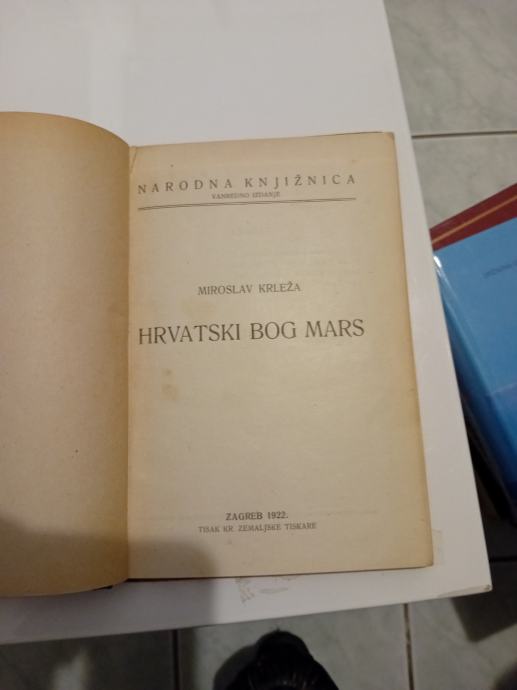 NARODNA KNJIŽNICA
VANREDNO IZDANJE
MIROSLAV KRLEŽA
HRVATSKI BOG MARS
ZAGREB 1922.
TISAK KR. ZEMALJSKE TISKARE